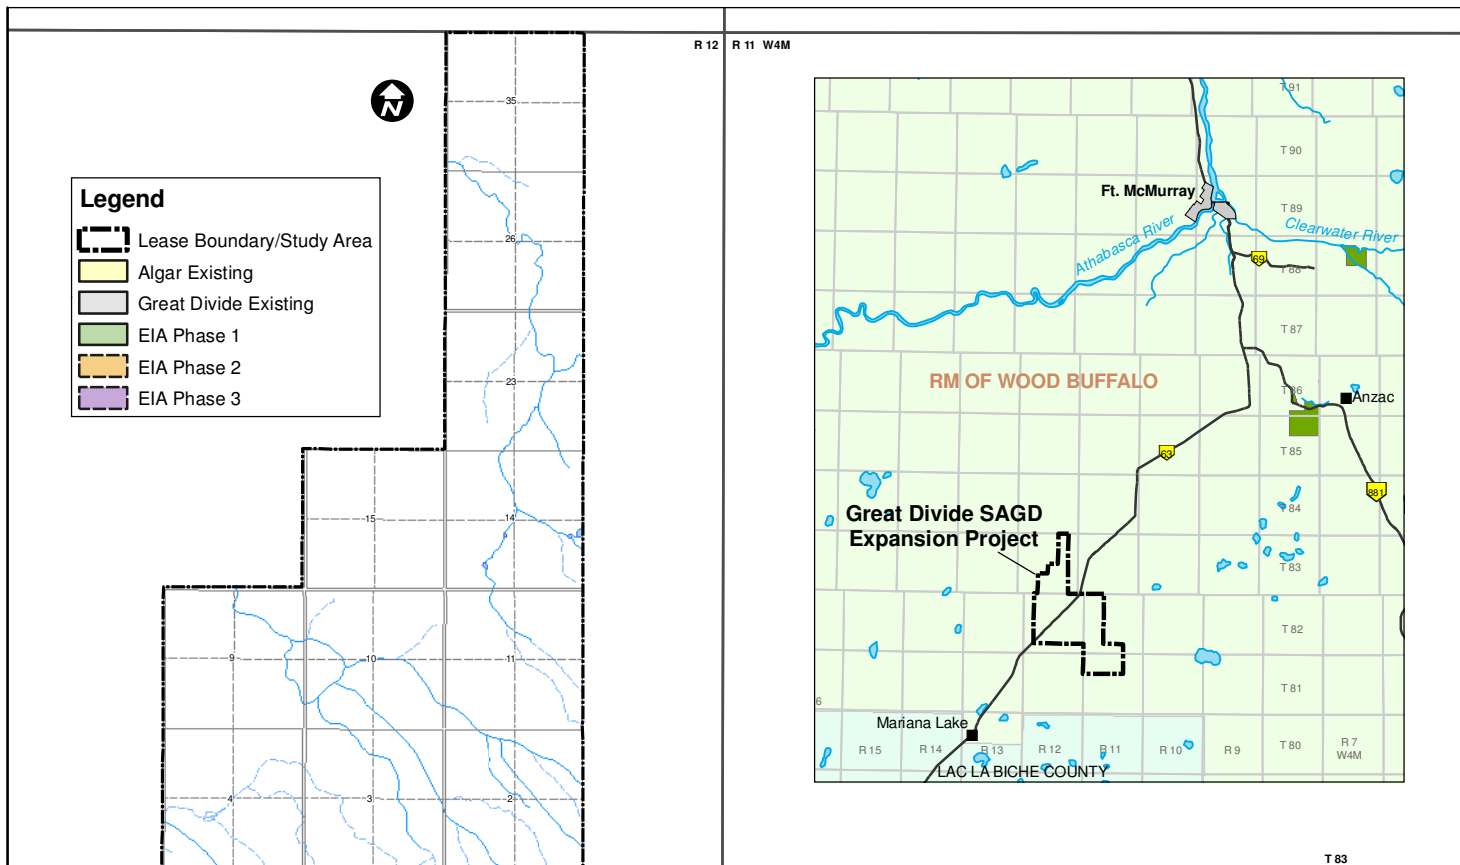 R 12
R 11 W4M
N
Legend
Lease Boundary/Study Area
Algar Existing
Great Divide Existing
EIA Phase 1
EIA Phase 2
EIA Phase 3
35
26
23
15
14
9
10
11
4
3
2
T 91
T 90
Ft. McMurray
T 89
Athabasca River
Clearwater River
69
T 88
T 87
RM OF WOOD BUFFALO
T 86
Anzac
63
T 85
881
T 84
Great Divide SAGD
Expansion Project
T 83
T 82
T 81
6
Mariana Lake
R 15
R 14
R 13
R 12
R 11
R 10
R 9
T 80
R 7
W4M
LAC LA BICHE COUNTY
T 83